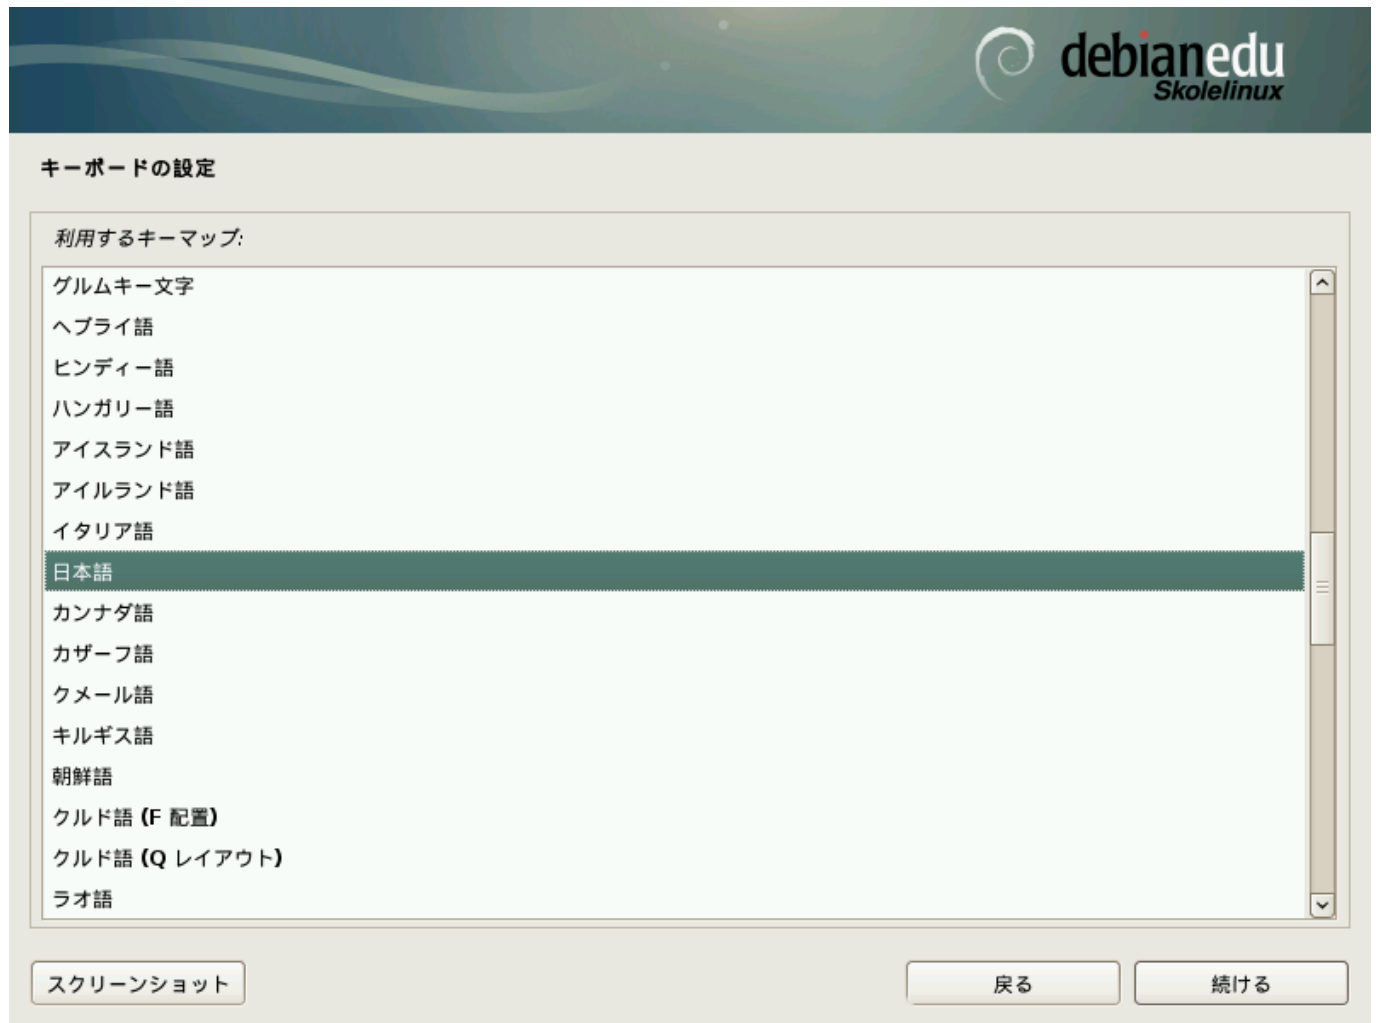 debianedu
Skolelinux
キーボードの設定
利用するキーマップ:
グルムキー文字
ヘブライ語
ヒンディー語
ハンガリー語
アイスランド語
アイルランド語
イタリア語
日本語
カンナダ語
カザーフ語
クメール語
キルギス語
朝鮮語
クルド語 (F 配置)
クルド語 (Q レイアウト)
ラオ語
スクリーンショット 戻る 続ける